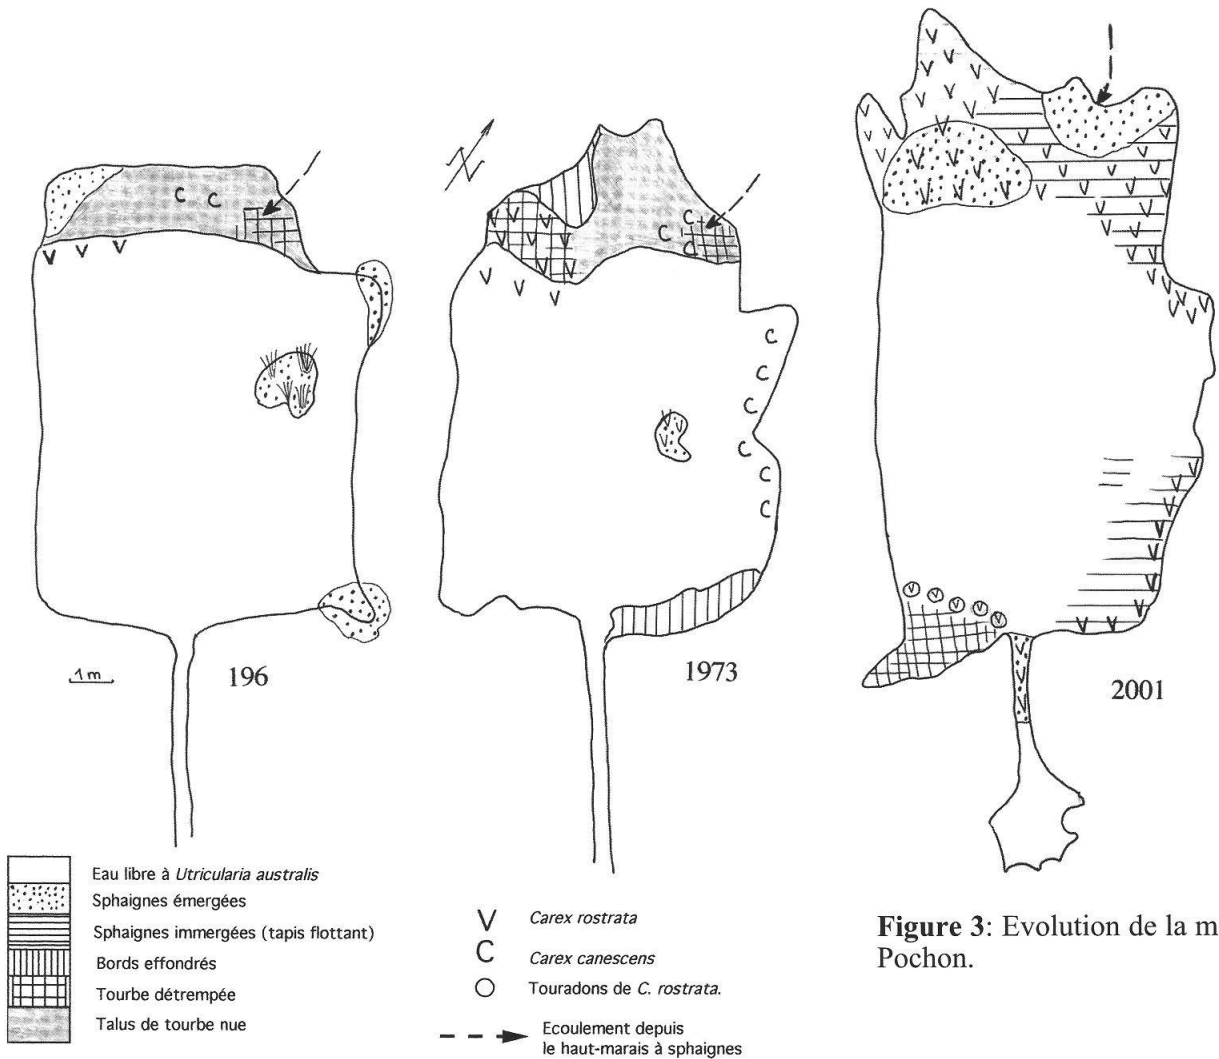 1 m
196
1973
2001
Eau libre à Utricularia australis
Sphaignes émergées
Sphaignes immergées (tapis flottant)
Bords effondrés
Tourbe détrempée
Talus de tourbe nue
V Carex rostrata
C Carex canescens
Touradons de C. rostrata.
Ecoulement depuis
le haut-marais à sphaignes
Figure 3: Evolution de la m
Pochon.